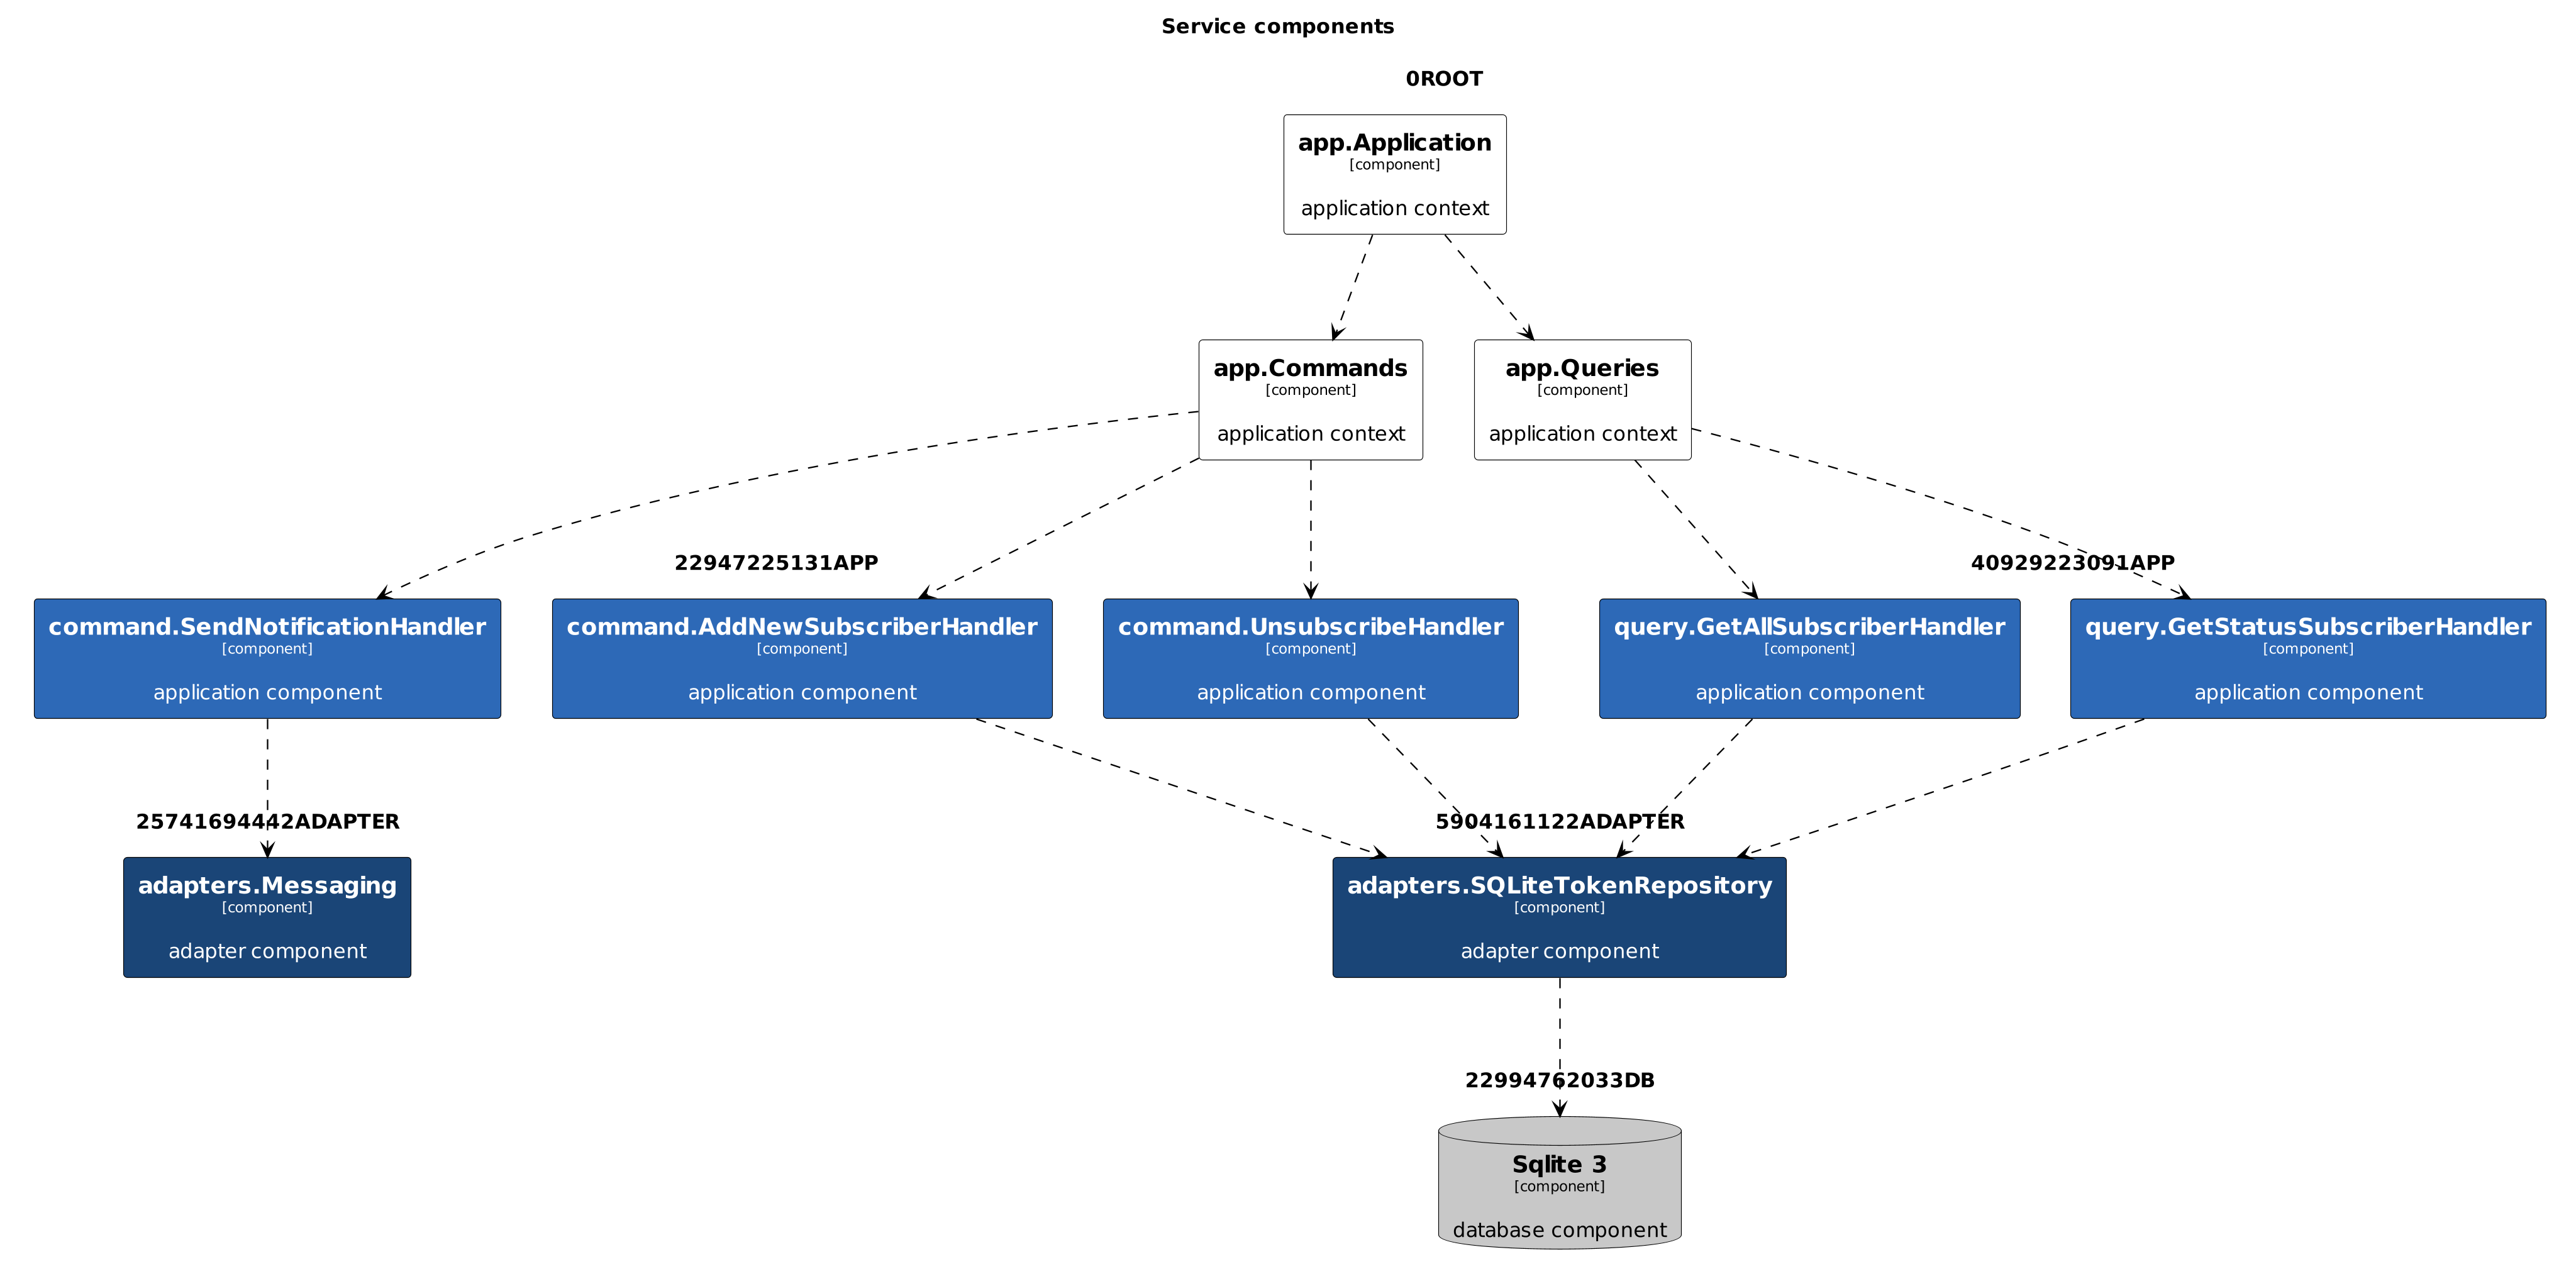 Service components
0ROOT
app.Application
[component]
application context
app.Commands
[component]
application context
app.Queries
[component]
application context
22947225131APP
40929223091APP
command.SendNotificationHandler
[component]
application component
command.AddNewSubscriberHandler
[component]
application component
command.UnsubscribeHandler
[component]
application component
query.GetAllSubscriberHandler
[component]
application component
query.GetStatusSubscriberHandler
[component]
application component
25741694442ADAPTER
5904161122ADAPTER
adapters.Messaging
[component]
adapter component
adapters.SQLiteTokenRepository
[component]
adapter component
22994762033DB
Sqlite 3
[component]
database component